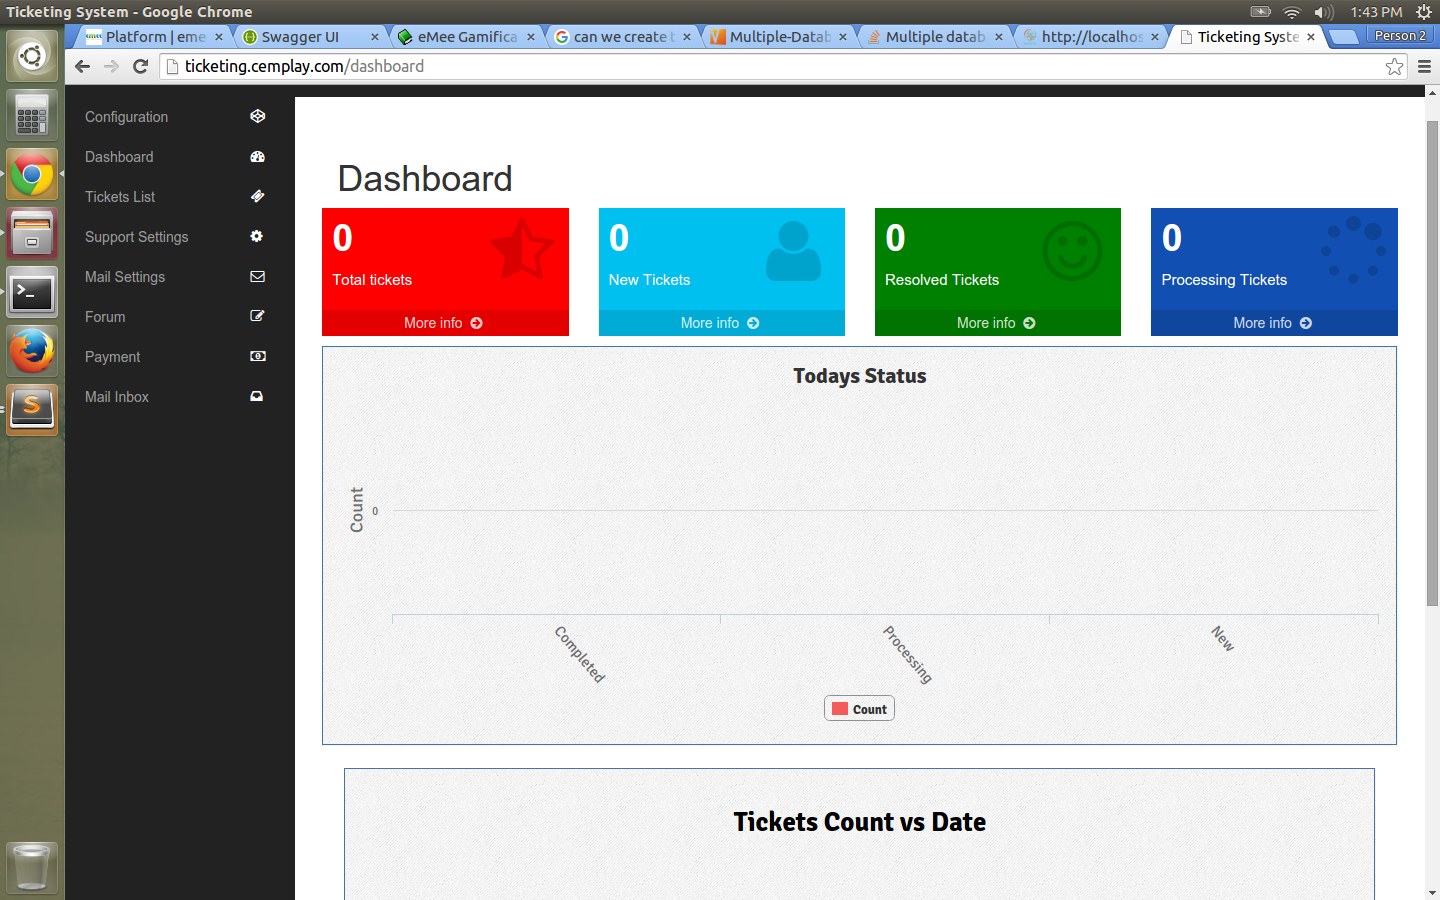 Ticketing System - Google Chrome
1:43 PM
Platform | eme
Swagger UI
eMee Gamifica
can we create t
Multiple-Datab
Multiple datab
http://localhos
Ticketing Syste
Person 2
ticketing.cemplay.com/dashboard
Configuration
Dashboard
Tickets List
Support Settings
Mail Settings
Forum
Payment
Mail Inbox
Dashboard
0
Total tickets
More info
0
New Tickets
More info
0
Resolved Tickets
More info
0
Processing Tickets
More info
Todays Status
Count
0
Completed
Processing
New
Count
Tickets Count vs Date